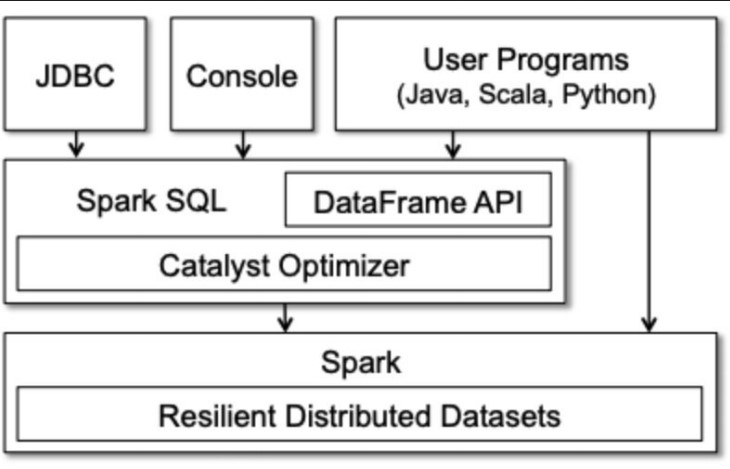 JDBC
Console
User Programs
(Java, Scala, Python)
Spark SQL
DataFrame API
Catalyst Optimizer
Spark
Resilient Distributed Datasets